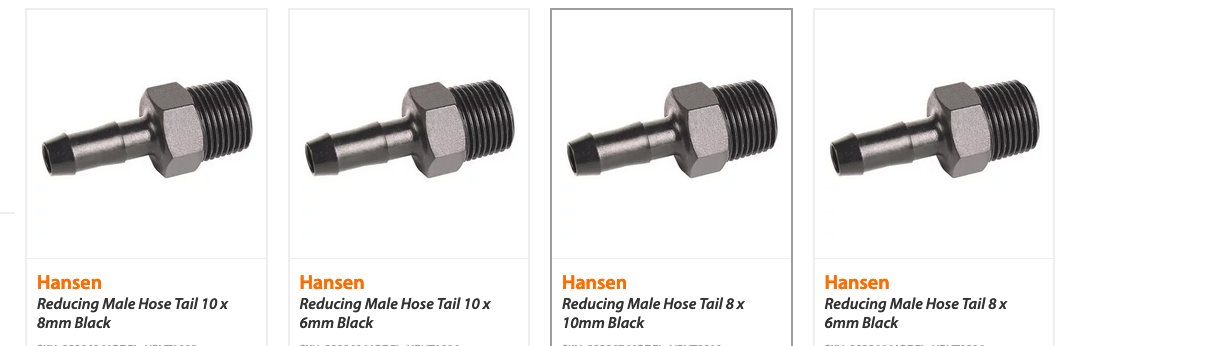 Hansen
Reducing Male Hose Tail 10 x
8mm Black
Hansen
Reducing Male Hose Tail 10 x
6mm Black
Hansen
Reducing Male Hose Tail 8 x
10mm Black
Hansen
Reducing Male Hose Tail 8 x
6mm Black